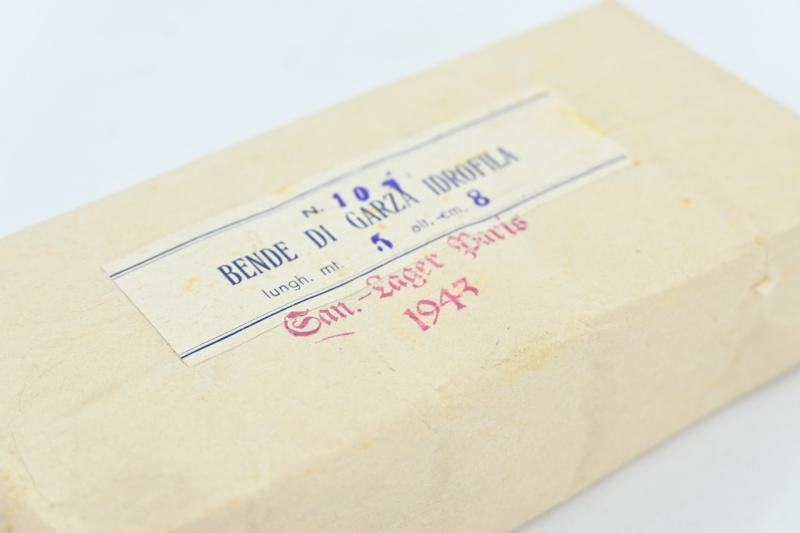 N. 10
BENDE DI GARZA IDROFILA
lungh. mt. 5 alt. cm. 8
San.-Lager Paris
1943